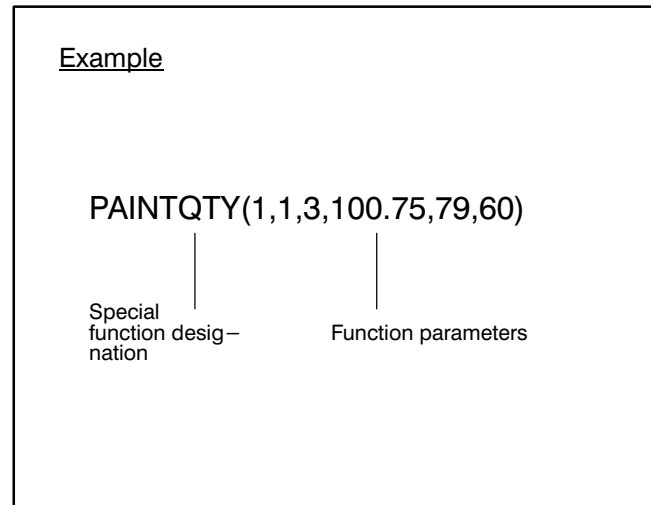 Example
PAINTQTY(1,1,3,100.75,79,60)
Special
function desig–
nation
Function parameters